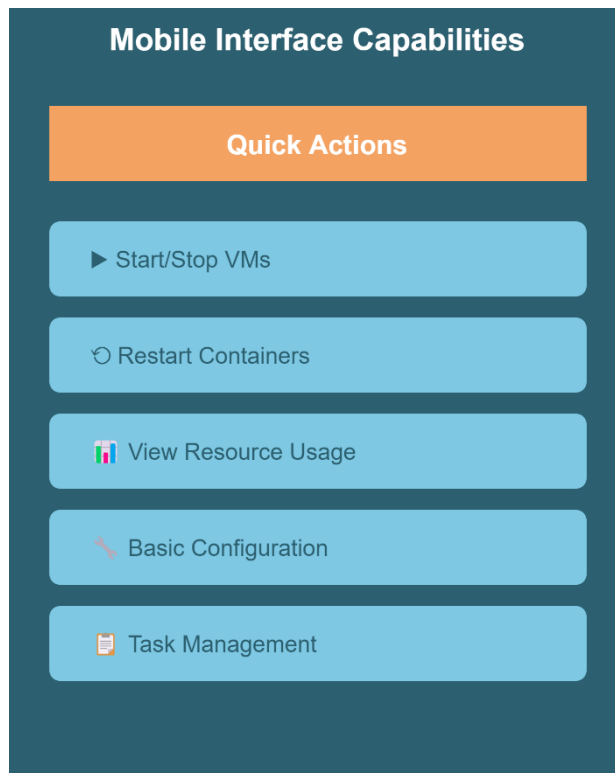 Mobile Interface Capabilities
Quick Actions
▶ Start/Stop VMs
Restart Containers
View Resource Usage
Basic Configuration
Task Management